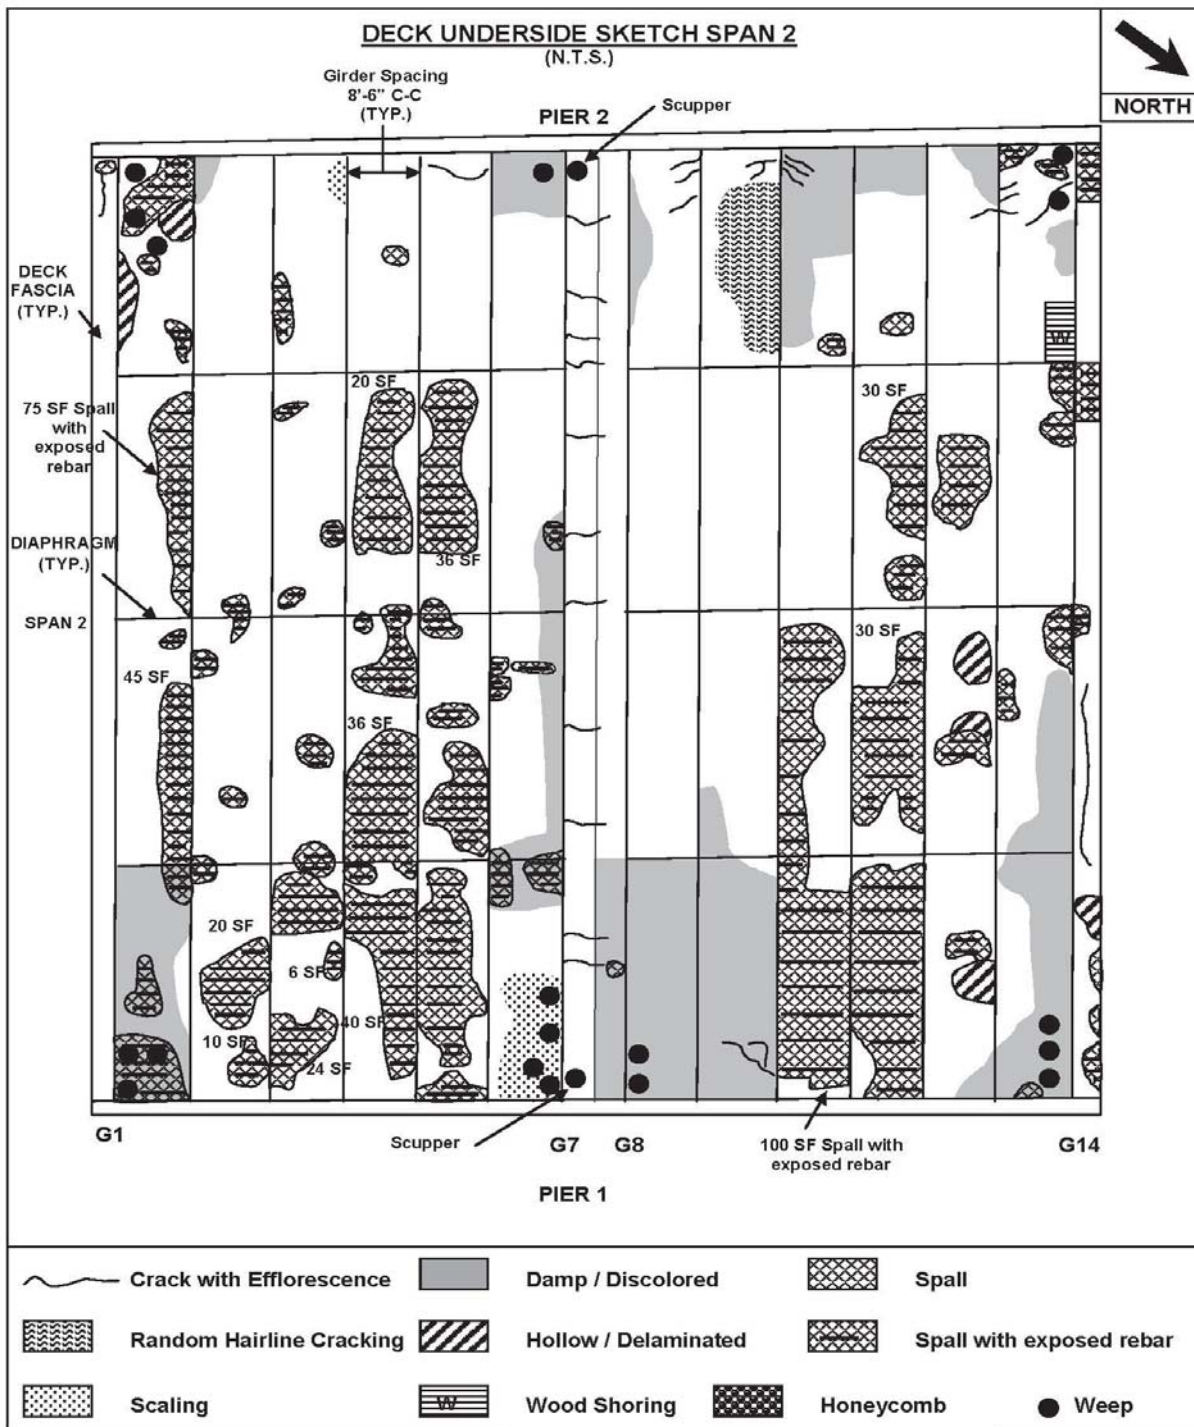 DECK UNDERSIDE SKETCH SPAN 2
(N.T.S.)
NORTH
Girder Spacing
8'-6" C-C
(TYP.)
PIER 2
Scupper
DECK
FASCIA
(TYP.)
W
20 SF
30 SF
75 SF Spall
with
exposed
rebar
DIAPHRAGM
(TYP.)
36 SF
SPAN 2
30 SF
45 SF
36 SF
20 SF
6 SF
40 SF
10 SF
24 SF
G1
Scupper
G7
G8
100 SF Spall with
exposed rebar
G14
PIER 1
Crack with Efflorescence
Damp / Discolored
Spall
Random Hairline Cracking
Hollow / Delaminated
Spall with exposed rebar
Scaling
W
Wood Shoring
Honeycomb
Weep